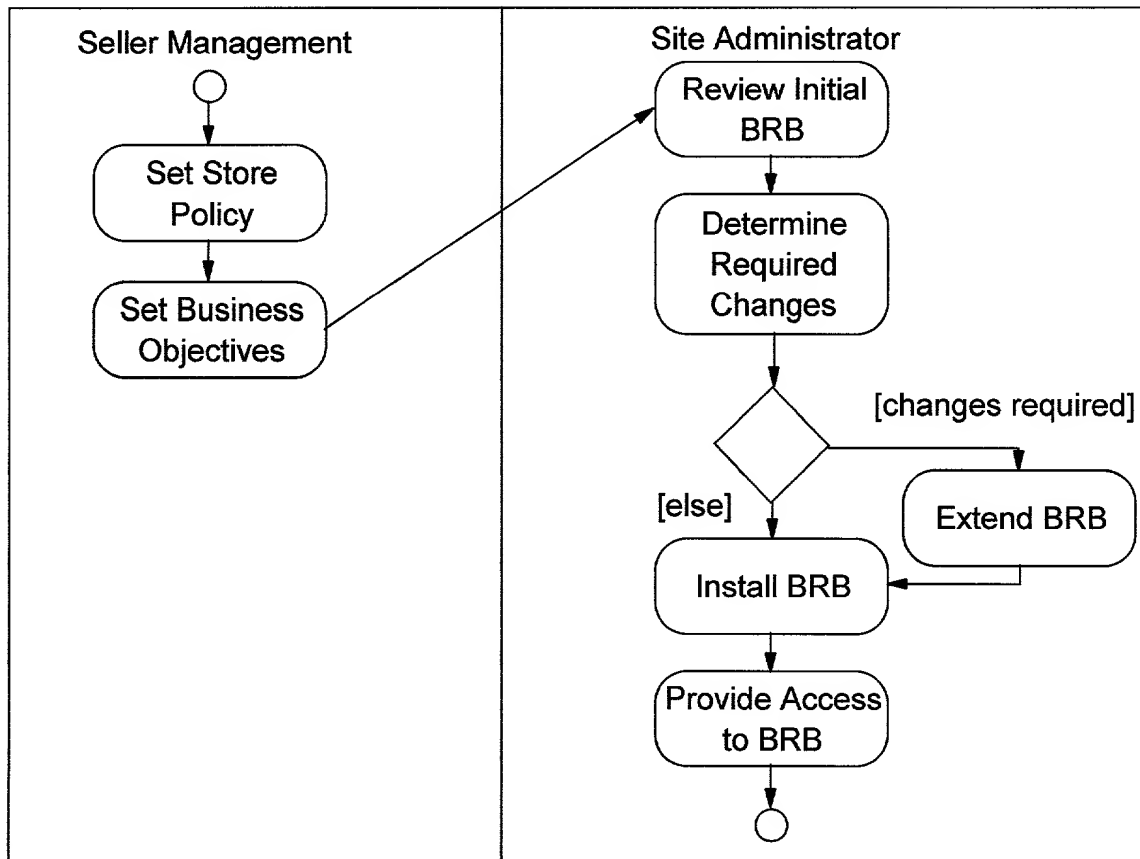 Seller Management
Set Store
Policy
Set Business
Objectives
Site Administrator
Review Initial
BRB
Determine
Required
Changes
[changes required]
[else]
Extend BRB
Install BRB
Provide Access
to BRB